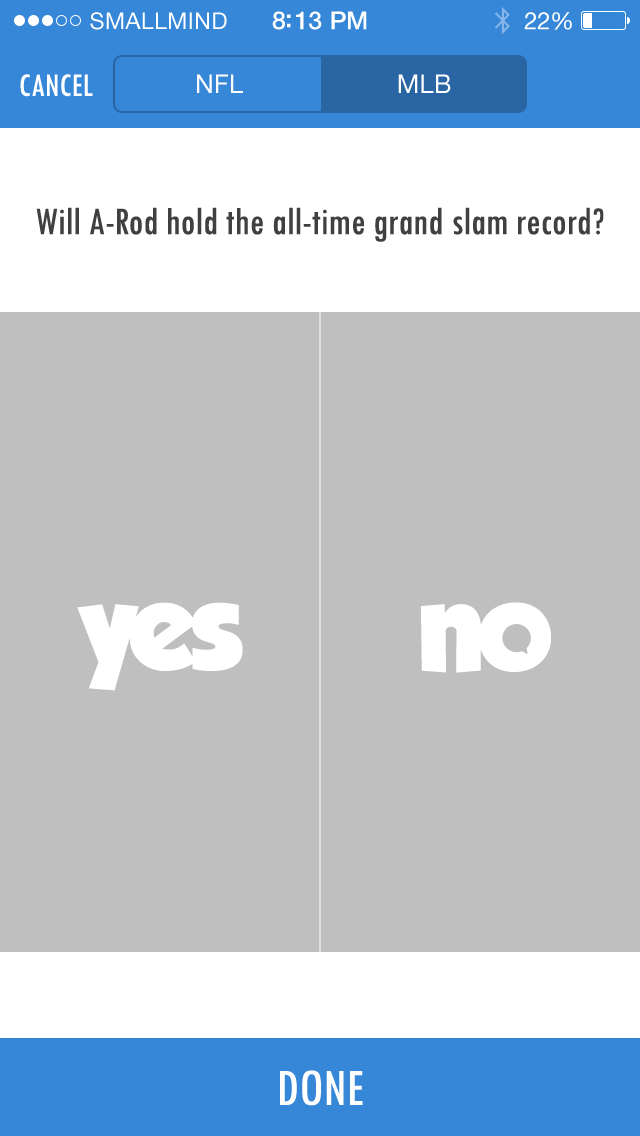 SMALLMIND 8:13 PM 22%
CANCEL NFL MLB
Will A-Rod hold the all-time grand slam record?
yes no
DONE